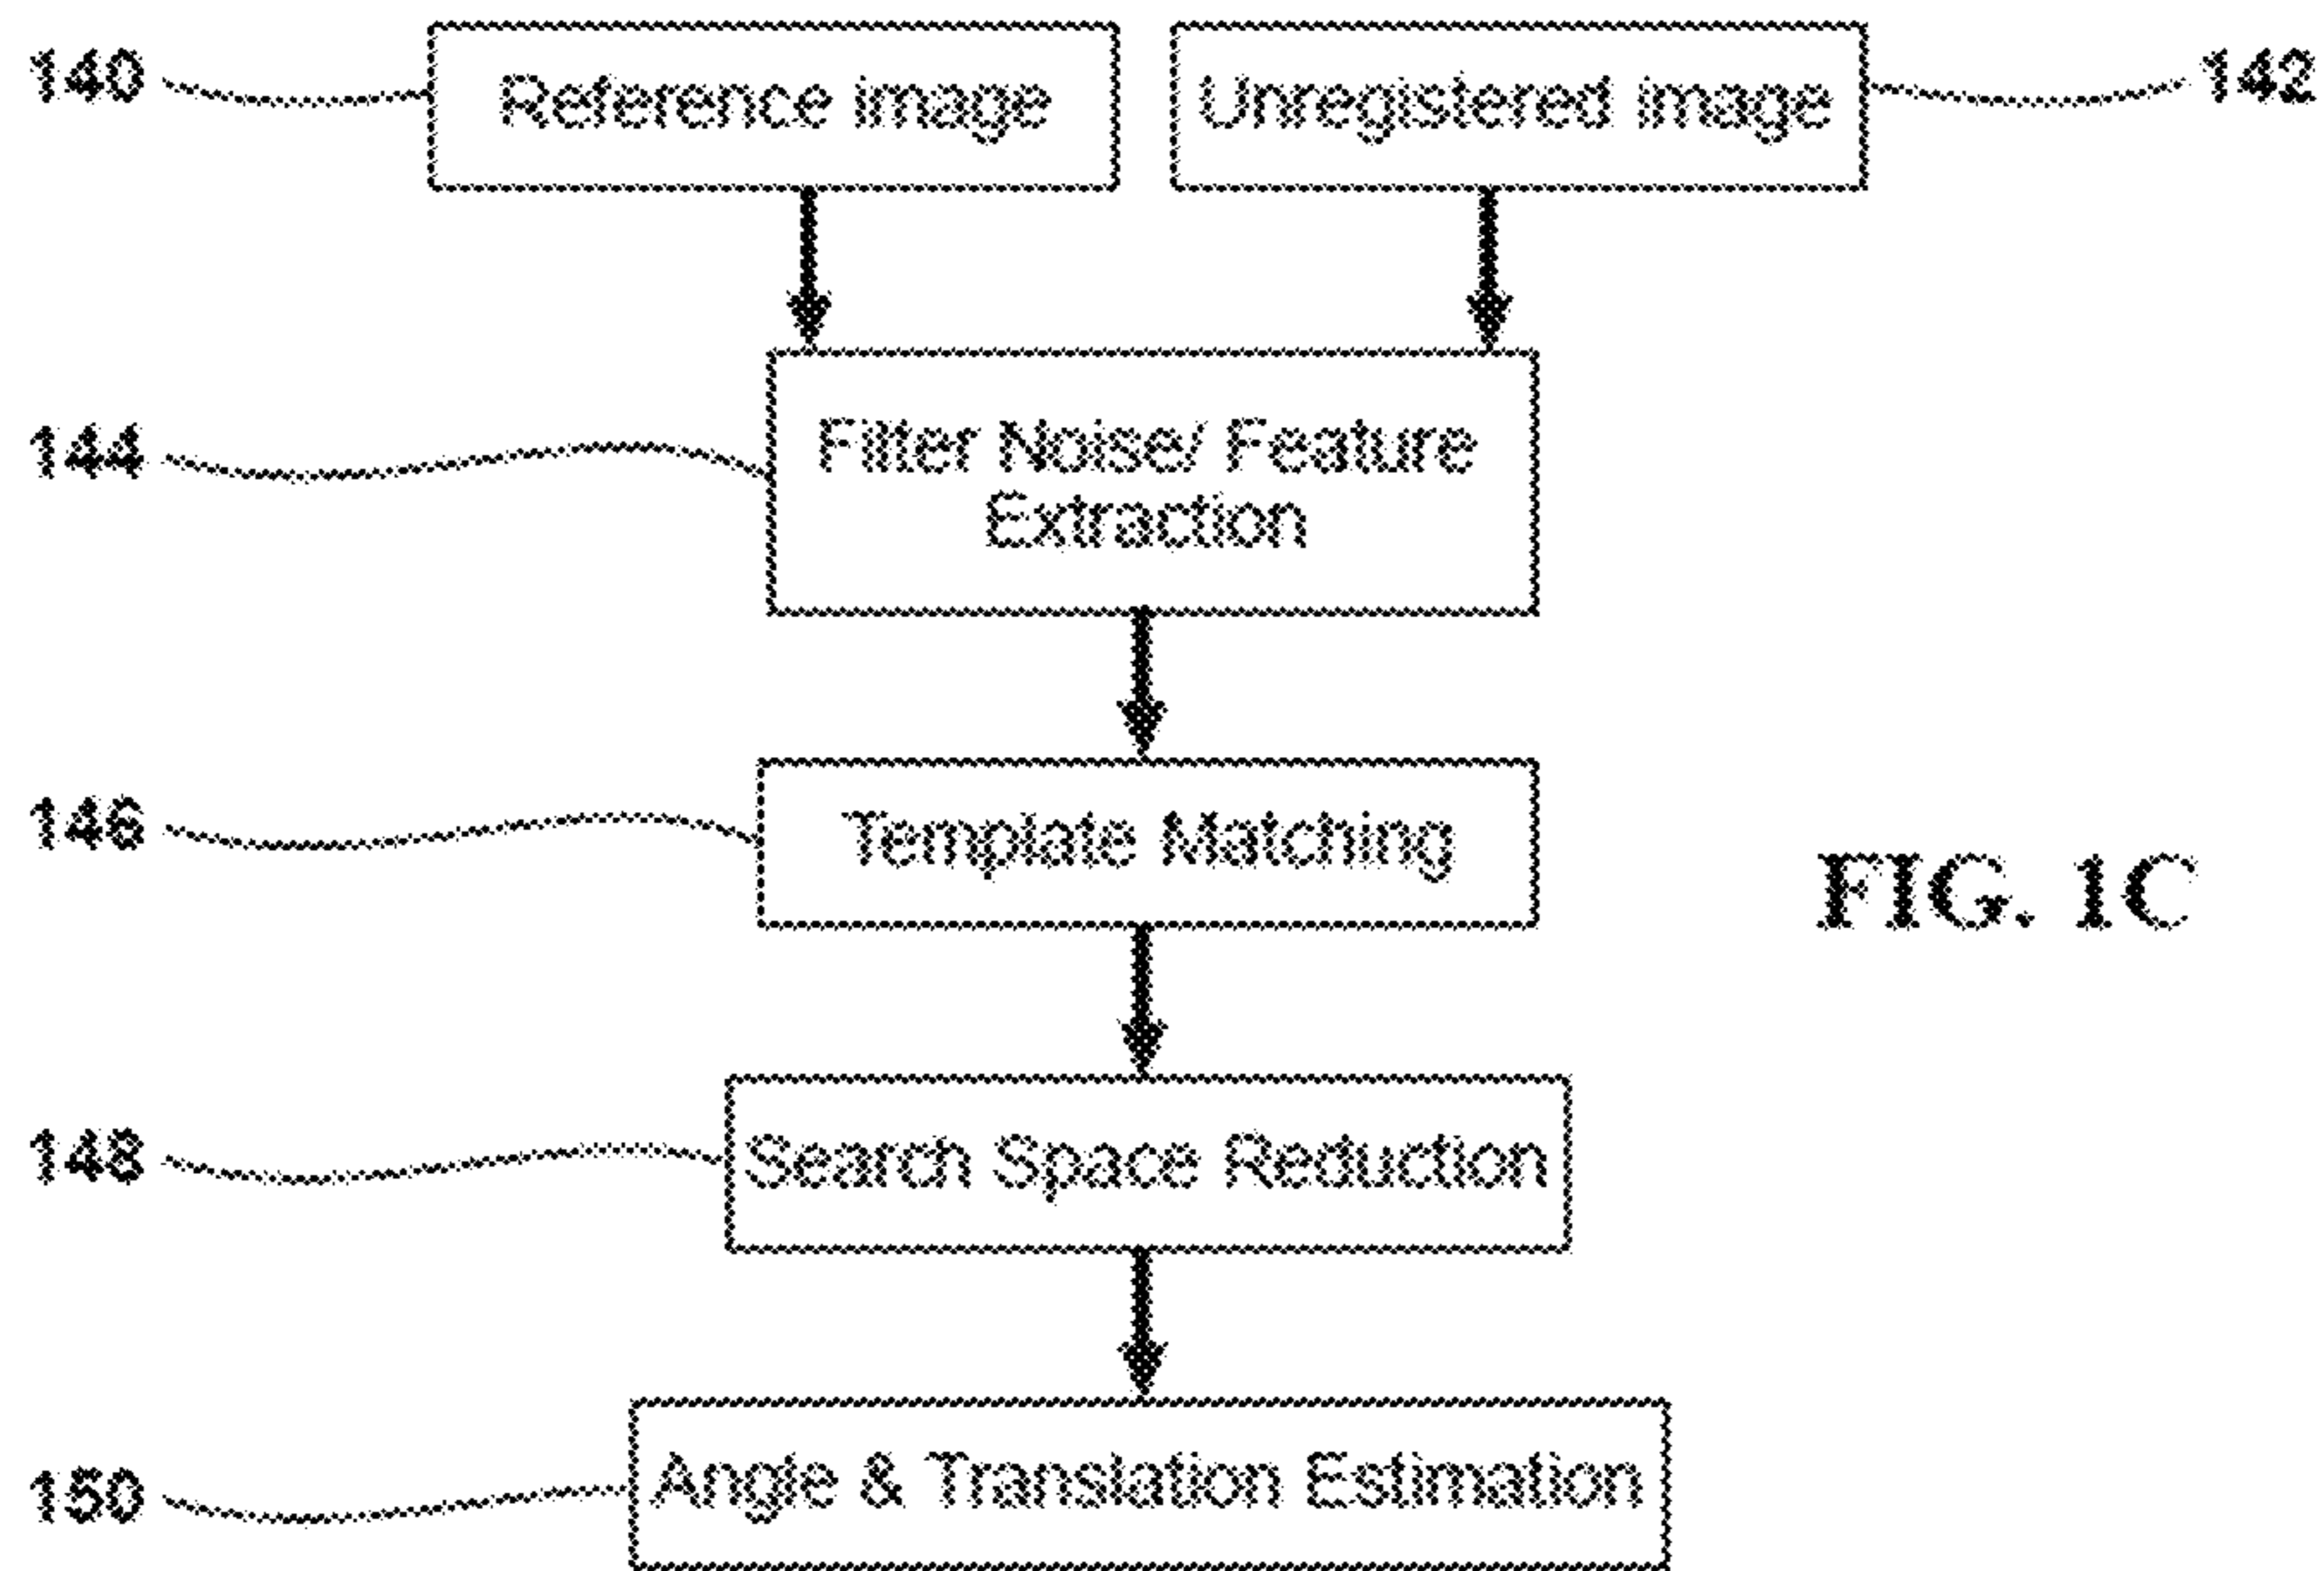 140
Reference image
Unregistered image
142
144
Filter Noise/ Feature
Extraction
146
Template Matching
FIG. 1C
148
Search Space Reduction
150
Angle & Translation Estimation